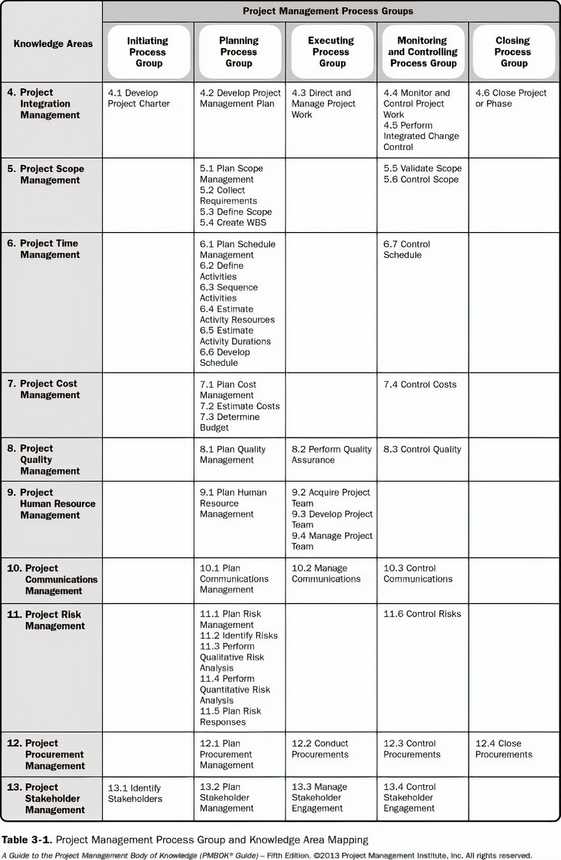 Project Management Process Groups
Knowledge Areas
Initiating
Process
Group
Planning
Process
Group
Executing
Process
Group
Monitoring
and Controlling
Process Group
Closing
Process
Group
4. Project
Integration
Management
4.1 Develop
Project Charter
4.2 Develop Project
Management Plan
4.3 Direct and
Manage Project
Work
4.4 Monitor and
Control Project
Work
4.5 Perform
Integrated Change
Control
4.6 Close Project
or Phase
5. Project Scope
Management
5.1 Plan Scope
Management
5.2 Collect
Requirements
5.3 Define Scope
5.4 Create WBS
5.5 Validate Scope
5.6 Control Scope
6. Project Time
Management
6.1 Plan Schedule
Management
6.2 Define
Activities
6.3 Sequence
Activities
6.4 Estimate
Activity Resources
6.5 Estimate
Activity Durations
6.6 Develop
Schedule
6.7 Control
Schedule
7. Project Cost
Management
7.1 Plan Cost
Management
7.2 Estimate Costs
7.3 Determine
Budget
7.4 Control Costs
8. Project
Quality
Management
8.1 Plan Quality
Management
8.2 Perform Quality
Assurance
8.3 Control Quality
9. Project
Human Resource
Management
9.1 Plan Human
Resource
Management
9.2 Acquire Project
Team
9.3 Develop Project
Team
9.4 Manage Project
Team
10. Project
Communications
Management
10.1 Plan
Communications
Management
10.2 Manage
Communications
10.3 Control
Communications
11. Project Risk
Management
11.1 Plan Risk
Management
11.2 Identify Risks
11.3 Perform
Qualitative Risk
Analysis
11.4 Perform
Quantitative Risk
Analysis
11.5 Plan Risk
Responses
11.6 Control Risks
12. Project
Procurement
Management
12.1 Plan
Procurement
Management
12.2 Conduct
Procurements
12.3 Control
Procurements
12.4 Close
Procurements
13. Project
Stakeholder
Management
13.1 Identify
Stakeholders
13.2 Plan
Stakeholder
Management
13.3 Manage
Stakeholder
Engagement
13.4 Control
Stakeholder
Engagement
Table 3-1. Project Management Process Group and Knowledge Area Mapping
A Guide to the Project Management Body of Knowledge (PMBOK® Guide) – Fifth Edition. ©2013 Project Management Institute, Inc. All rights reserved.